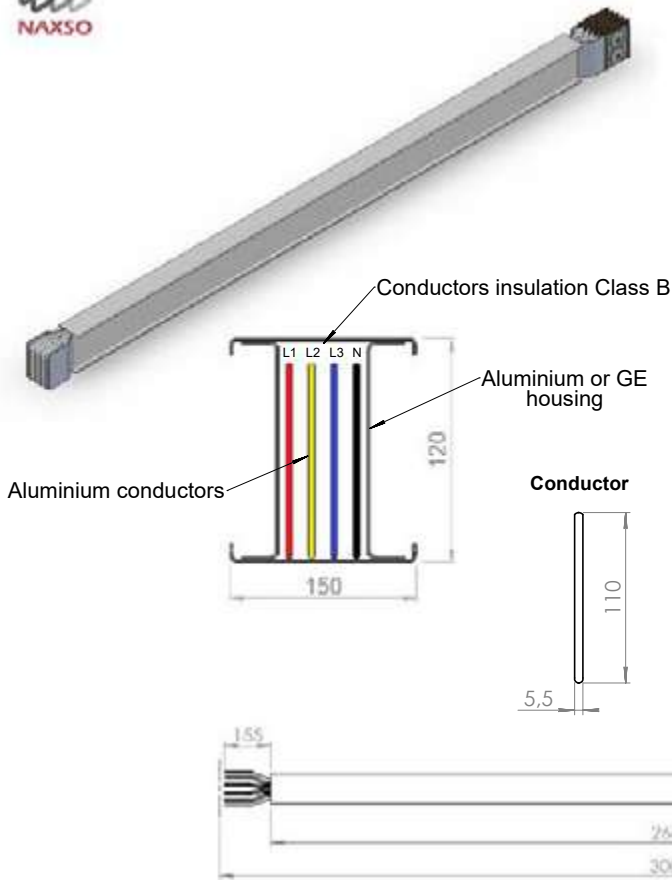 NAXSO
Conductors insulation Class B
L1 L2 L3 N
Aluminium or GE
housing
120
Aluminium conductors
150
Conductor
110
5,5
155